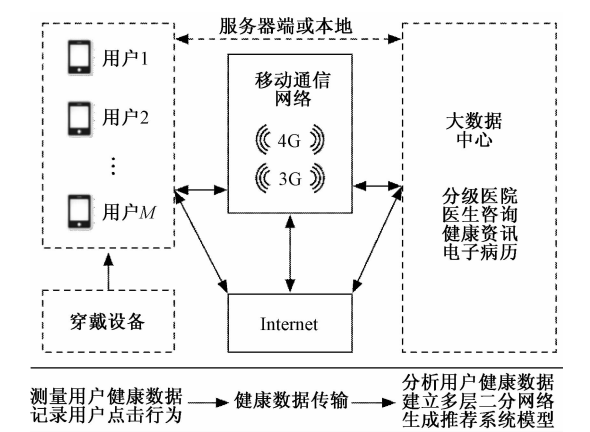 服务器端或本地
用户1
用户2
⋮
用户M
移动通信
网络
4G
3G
大数据
中心
分级医院
医生咨询
健康资讯
电子病历
穿戴设备
Internet
测量用户健康数据
记录用户点击行为
健康数据传输
分析用户健康数据
建立多层二分网络
生成推荐系统模型